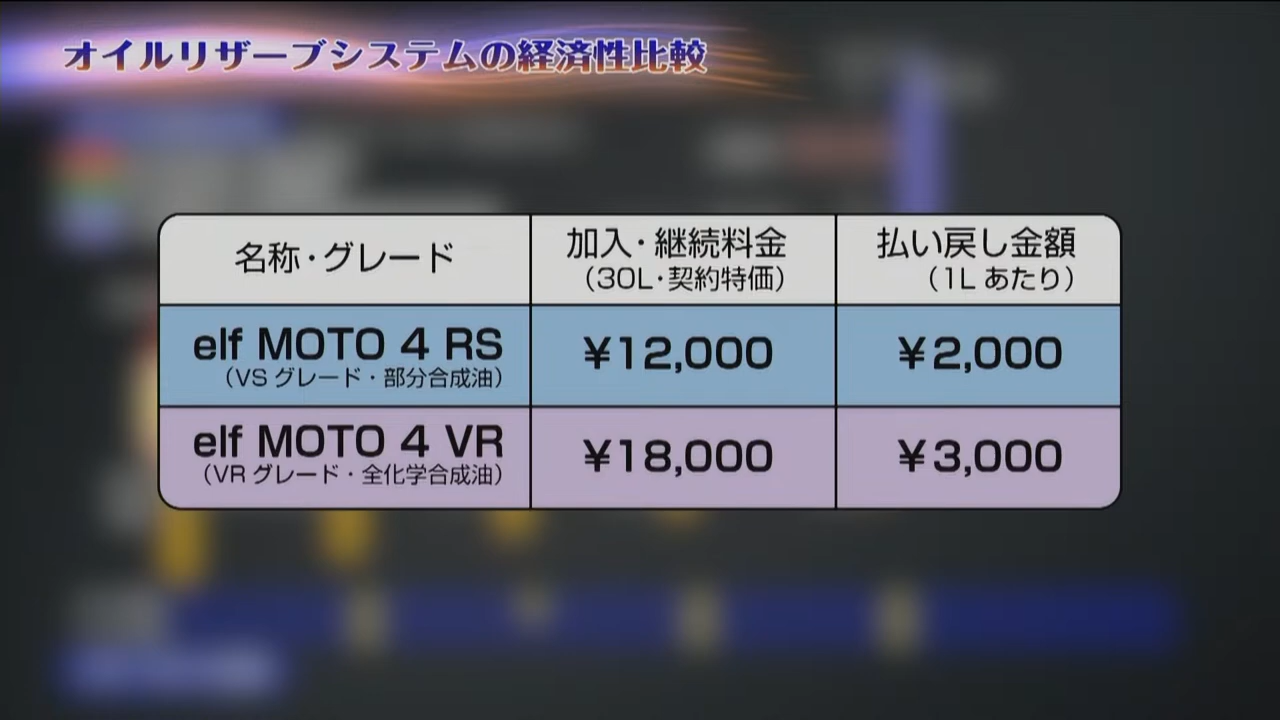 オイルリザーブシステムの経済性比較
名称・グレード
加入・継続料金
（30L・契約特価）
払い戻し金額
（1L あたり）
elf MOTO 4 RS
（VS グレード・部分合成油）
¥12,000
¥2,000
elf MOTO 4 VR
（VR グレード・全化学合成油）
¥18,000
¥3,000